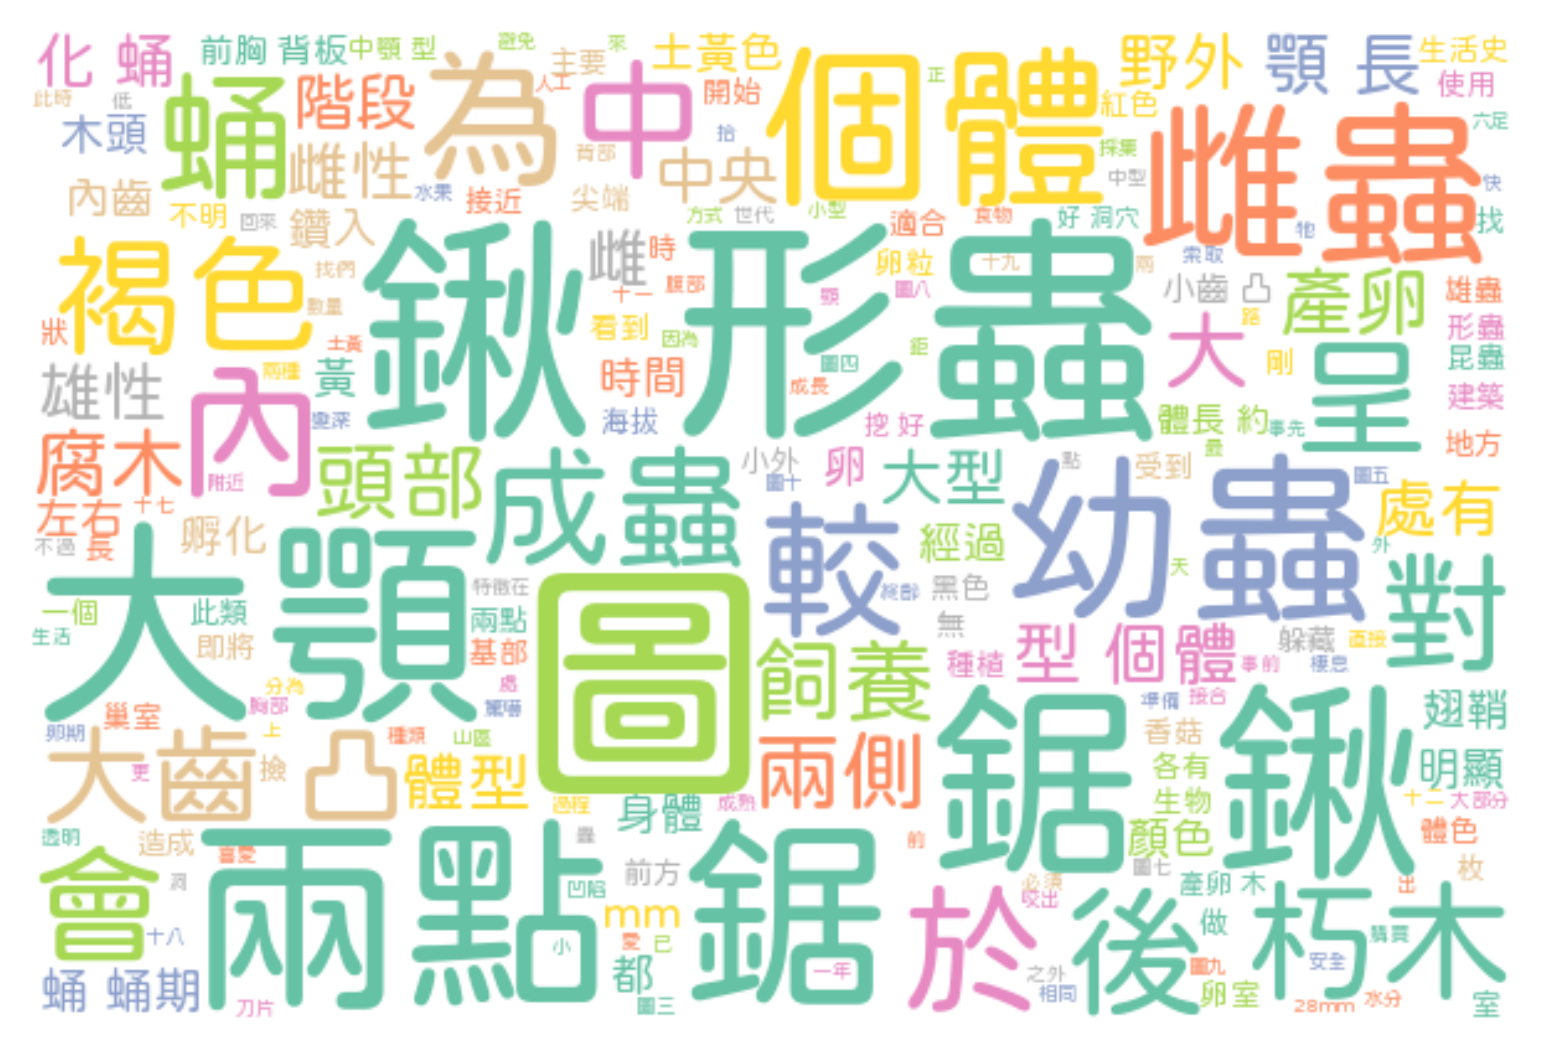 化 蛹
前胸 背板
中顎 型
避免
主要
來
土黃色
正
野外
顎 長
生活史
此時
低
蛹
階段
為
人工
中
開始
個體
紅色
使用
木頭
拾
雌蟲
六足
雌性
背部
中央
採集
中型
快
內齒
不明
回來
鑽入
水果
接近
尖端
方式
世代
小型
適合
食物
好 洞穴
牠
找
褐色
找們
數量
鍬形蟲
雌
時
卵粒
十九
兩
索取
十一
腹部
顎
圖八
小齒 凸
產卵
雄蟲
狀
土黃
看到
因為
路
形蟲
兩種
黃
圖四
鉅
大
剛
呈
昆蟲
雄性
內
時間
成長
建築
海拔
挖 好
體長 約
事先
最
地方
腐木
附近
頭部
成蟲
小外
圖十
卵
大型
點
受到
圖五
左右
十七
孵化
較
經過
幼蟲
處有
不過
長
外
大顎
特徵在
圖
黑色
天
對
一個
此類
兩點
無
生活
即將
基部
飼養
種植
型 個體
事前
躲藏
直接
棲息
分為
處
胸部
巢室
卵期
上
種類
山區
兩側
鋸鍬
準備
接合
香菇
翅鞘
大齒 凸
更
撿
體型
過程
身體
成熟
各有
明顯
生物
十二
大部分
透明
造成
喜愛
蟲
前
顏色
體色
會
洞
兩點鋸
凹陷
前方
必須
咬出
圖七
產卵 木
出
枚
十八
小
mm
愛
已
於
後
做
朽木
購買
蛹 蛹期
都
一年
之外
相同
圖九
安全
刀片
圖三
卵室
28mm
水分
室